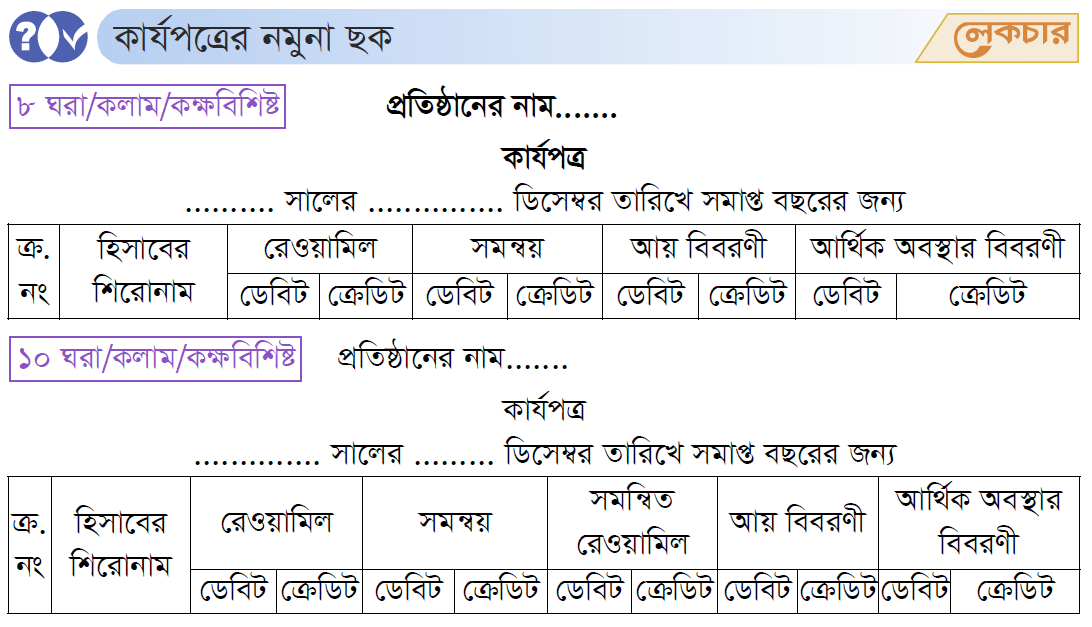 কার্যপত্রের নমুনা ছক
লেকচার
৮ ঘরা/কলাম/কক্ষবিশিষ্ট
প্রতিষ্ঠানের নাম.......
কার্যপত্র
.......... সালের ............... ডিসেম্বর তারিখে সমাপ্ত বছরের জন্য
ক্র. নং হিসাবের শিরোনাম রেওয়ামিল সমন্বয় আয় বিবরণী আর্থিক অবস্থার বিবরণী
ডেবিট ক্রেডিট ডেবিট ক্রেডিট ডেবিট ক্রেডিট ডেবিট ক্রেডিট
১০ ঘরা/কলাম/কক্ষবিশিষ্ট
প্রতিষ্ঠানের নাম.......
কার্যপত্র
.............. সালের ......... ডিসেম্বর তারিখে সমাপ্ত বছরের জন্য
ক্র. নং হিসাবের শিরোনাম রেওয়ামিল সমন্বয় সমন্বিত রেওয়ামিল আয় বিবরণী আর্থিক অবস্থার বিবরণী
ডেবিট ক্রেডিট ডেবিট ক্রেডিট ডেবিট ক্রেডিট ডেবিট ক্রেডিট ডেবিট ক্রেডিট